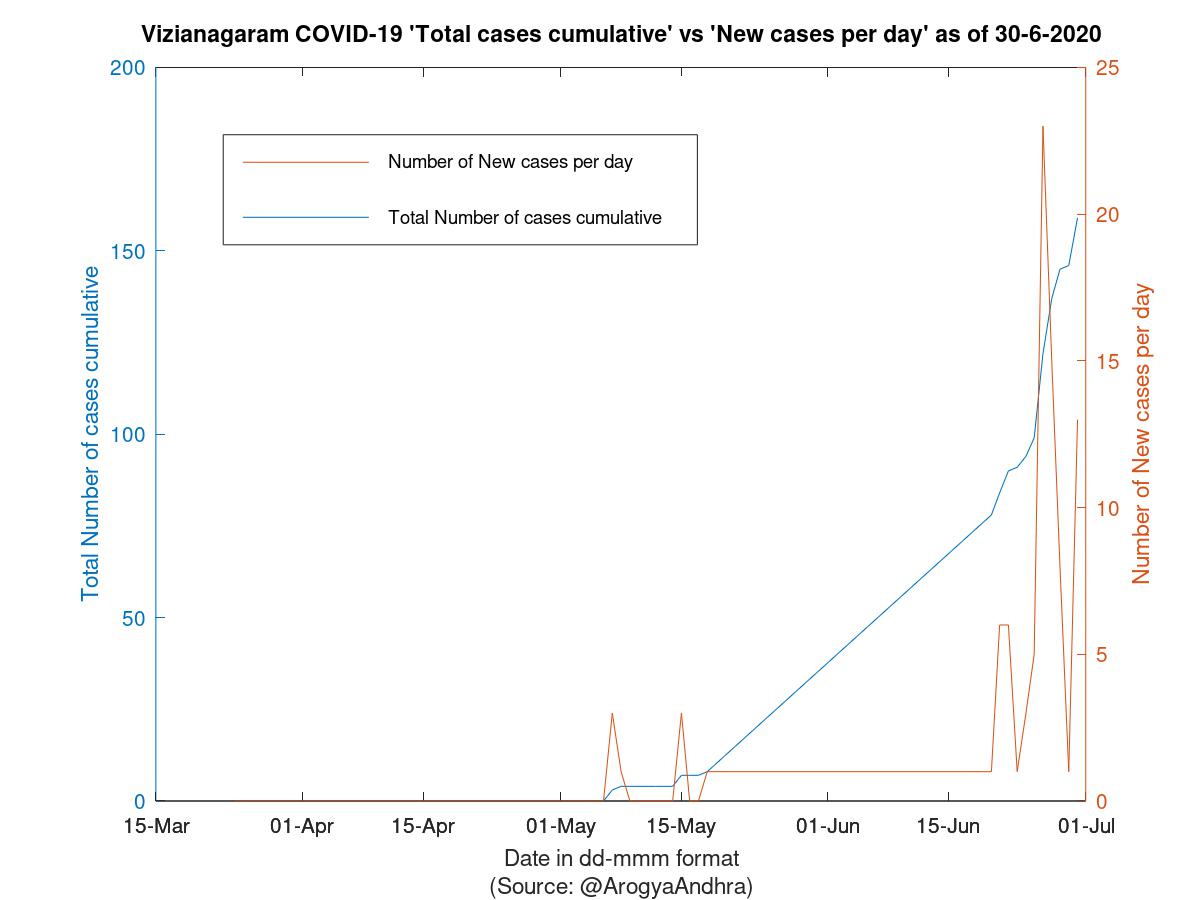 Vizianagaram COVID-19 'Total cases cumulative' vs 'New cases per day' as of 30-6-2020
200
150
100
50
0
Total Number of cases cumulative
Number of New cases per day
Total Number of cases cumulative
25
20
15
10
5
0
Number of New cases per day
15-Mar 01-Apr 15-Apr 01-May 15-May 01-Jun 15-Jun 01-Jul
Date in dd-mmm format
(Source: @ArogyaAndhra)